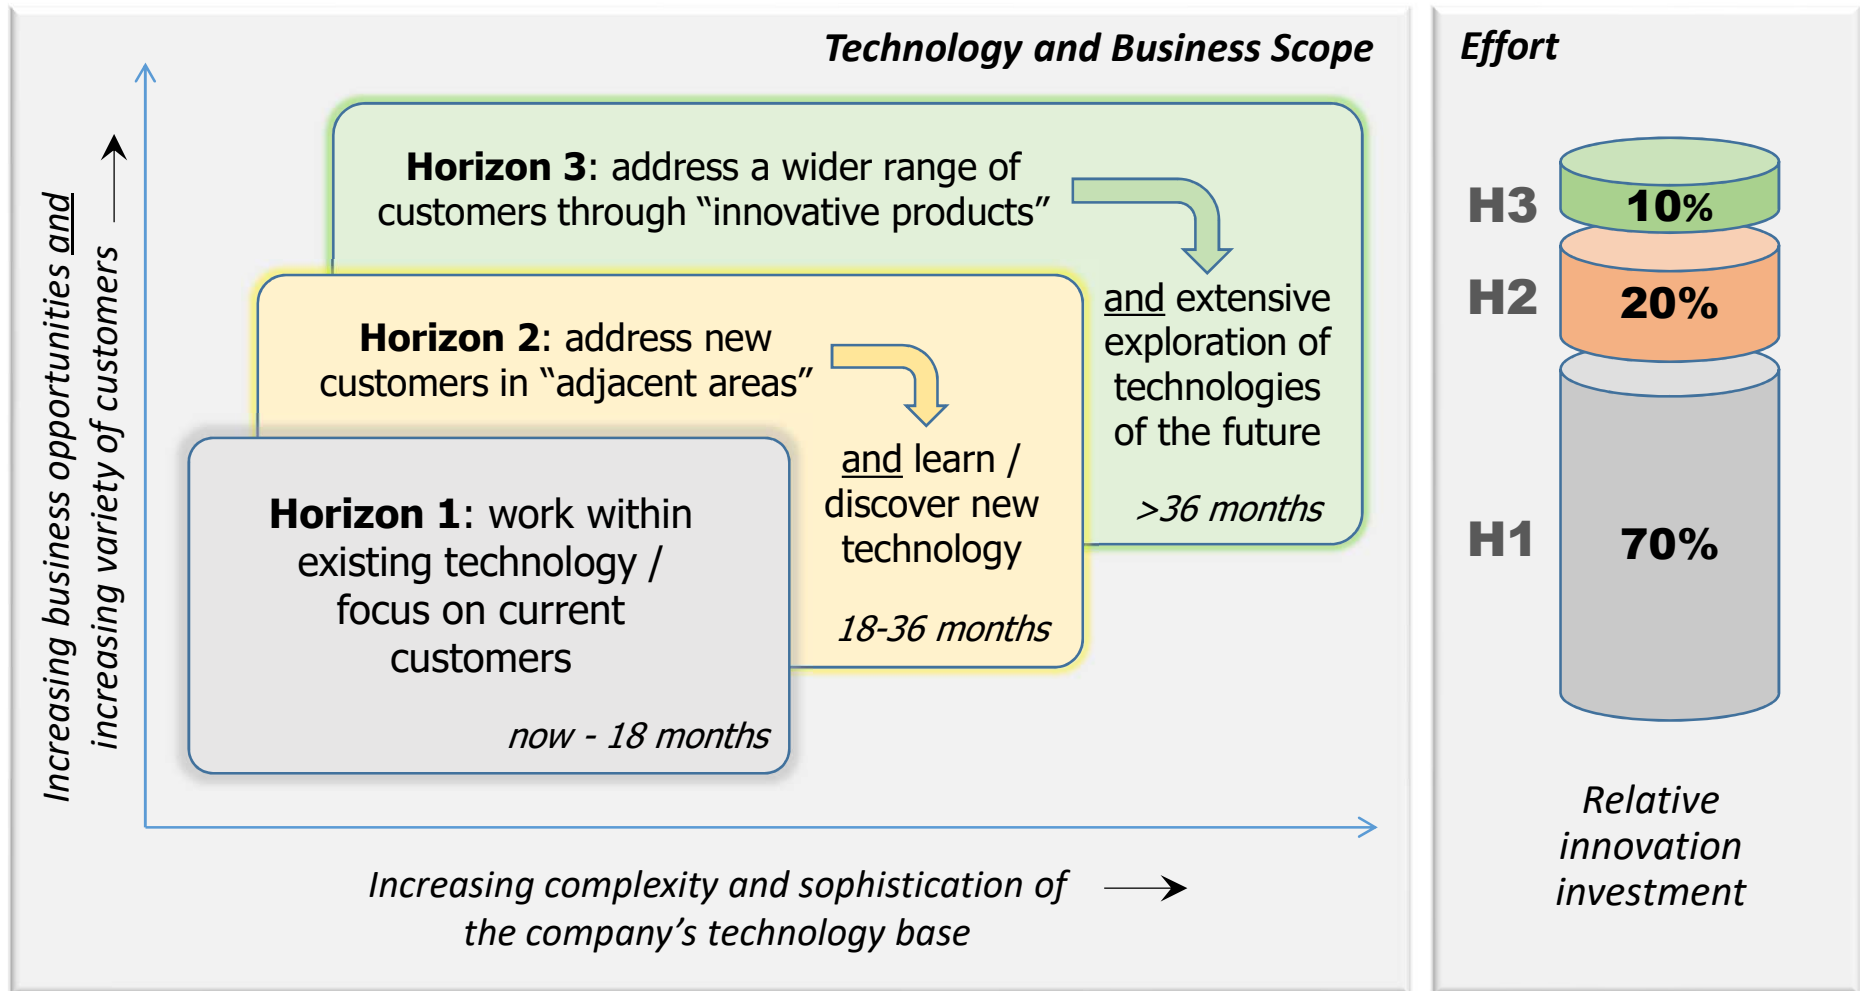 Technology and Business Scope
Increasing business opportunities and
increasing variety of customers
Horizon 3: address a wider range of
customers through “innovative products”
and extensive
exploration of
technologies
of the future
>36 months
Horizon 2: address new
customers in “adjacent areas”
and learn /
discover new
technology
18-36 months
Horizon 1: work within
existing technology /
focus on current
customers
now - 18 months
Increasing complexity and sophistication of
the company’s technology base
Effort
H3 10%
H2 20%
H1 70%
Relative
innovation
investment